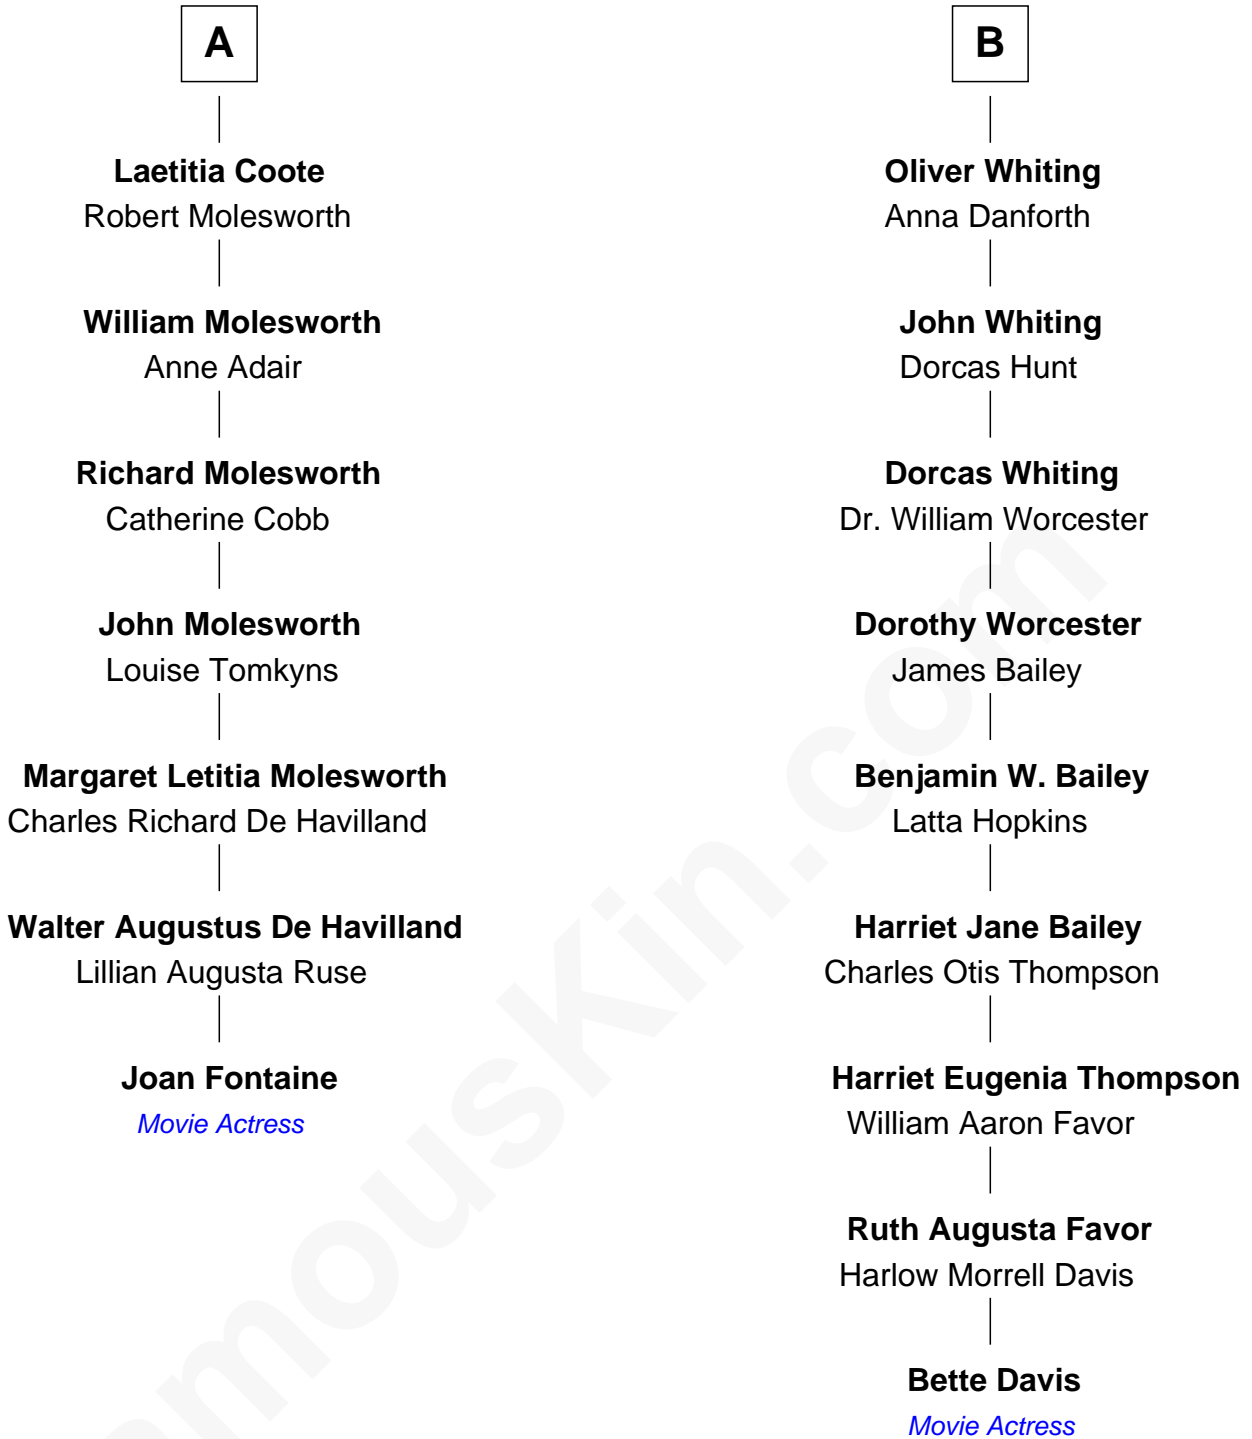 A
Laetitia Coote
Robert Molesworth
William Molesworth
Anne Adair
Richard Molesworth
Catherine Cobb
John Molesworth
Louise Tomkyns
Margaret Letitia Molesworth
Charles Richard De Havilland
Walter Augustus De Havilland
Lillian Augusta Ruse
Joan Fontaine
Movie Actress
B
Oliver Whiting
Anna Danforth
John Whiting
Dorcas Hunt
Dorcas Whiting
Dr. William Worcester
Dorothy Worcester
James Bailey
Benjamin W. Bailey
Latta Hopkins
Harriet Jane Bailey
Charles Otis Thompson
Harriet Eugenia Thompson
William Aaron Favor
Ruth Augusta Favor
Harlow Morrell Davis
Bette Davis
Movie Actress
amouskin.com